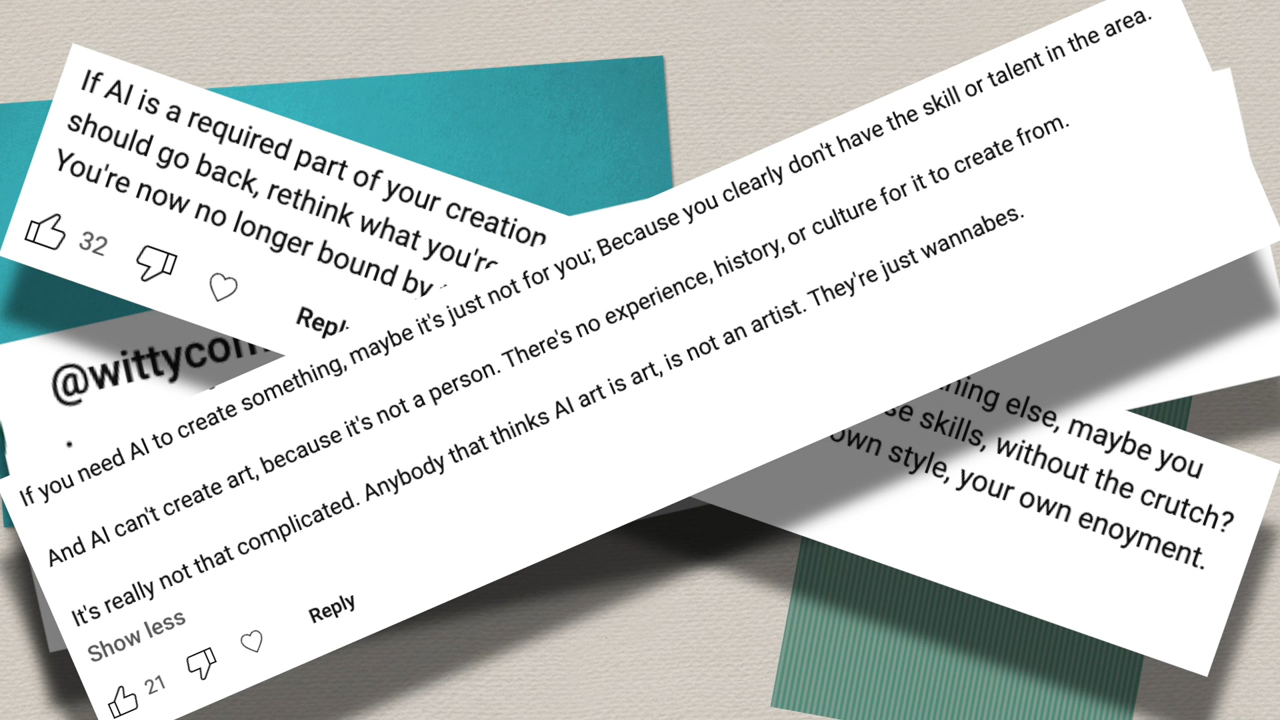 If AI is a required part of your creation
should go back, rethink what you're
You're now no longer bound by
32
Reply
@wittycom
.
If you need AI to create something, maybe it's just not for you; Because you clearly don't have the skill or talent in the area.
And AI can't create art, because it's not a person. There's no experience, history, or culture for it to create from.
It's really not that complicated. Anybody that thinks AI art is art, is not an artist. They're just wannabes.
Show less
21
Reply
else, maybe you
skills, without the crutch?
own style, your own enoyment.